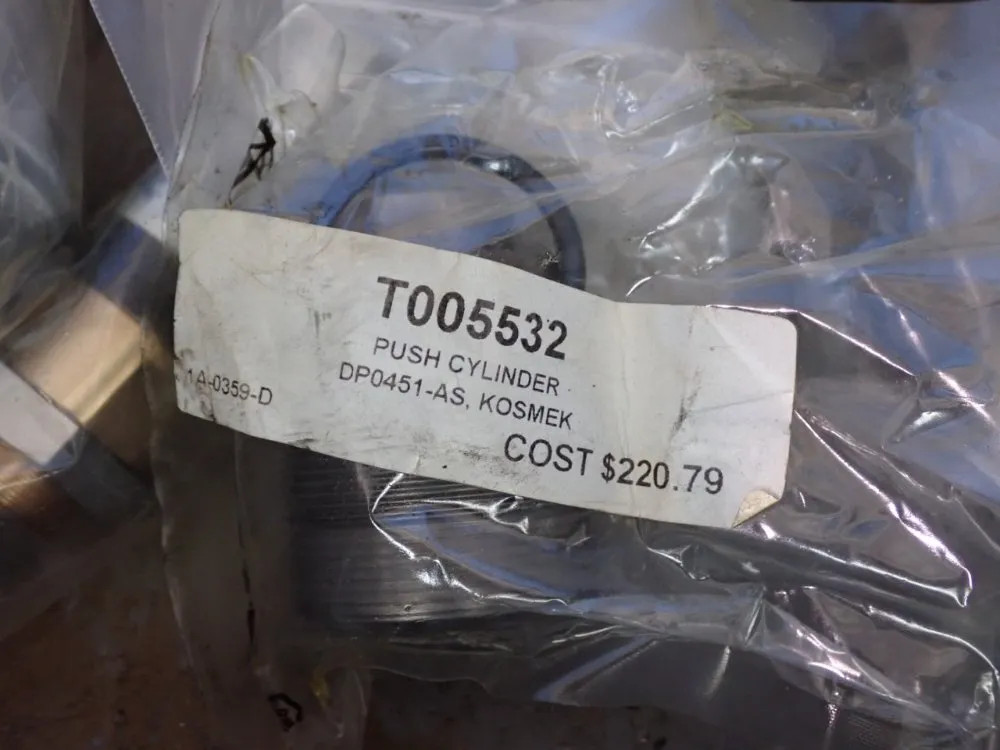 T005532
PUSH CYLINDER
1A-0359-D
DP0451-AS, KOSMEK
COST $220.79